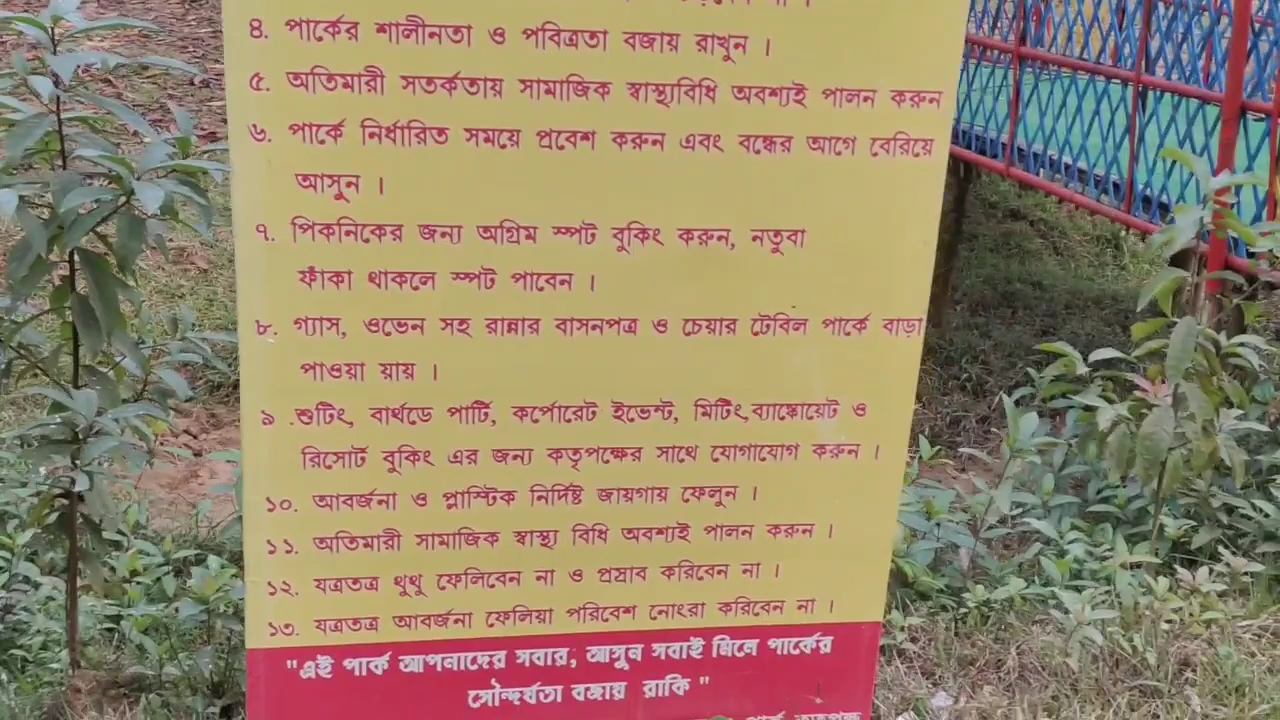 ৪. পার্কের শালীনতা ও পবিত্রতা বজায় রাখুন ।
৫. অতিমারী সতর্কতায় সামাজিক স্বাস্থ্যবিধি অবশ্যই পালন করুন
৬. পার্কে নির্ধারিত সময়ে প্রবেশ করুন এবং বন্ধের আগে বেরিয়ে
আসুন ।
৭. পিকনিকের জন্য অগ্রিম স্পট বুকিং করুন, নতুবা
ফাঁকা থাকলে স্পট পাবেন ।
৮. গ্যাস, ওভেন সহ রান্নার বাসনপত্র ও চেয়ার টেবিল পার্কে বাড়া
পাওয়া যায় ।
৯ .শুটিং, বার্থডে পার্টি, কর্পোরেট ইভেন্ট, মিটিং,ব্যাঙ্কোয়েট ও
রিসোর্ট বুকিং এর জন্য কতৃপক্ষের সাথে যোগাযোগ করুন ।
১০. আবর্জনা ও প্লাস্টিক নির্দিষ্ট জায়গায় ফেলুন ।
১১. অতিমারী সামাজিক স্বাস্থ্য বিধি অবশ্যই পালন করুন ।
১২. যত্রতত্র থুথু ফেলিবেন না ও প্রস্রাব করিবেন না ।
১৩. যত্রতত্র আবর্জনা ফেলিয়া পরিবেশ নোংরা করিবেন না ।
"এই পার্ক আপনাদের সবার, আসুন সবাই মিলে পার্কের
সৌন্দর্যতা বজায় রাকি "